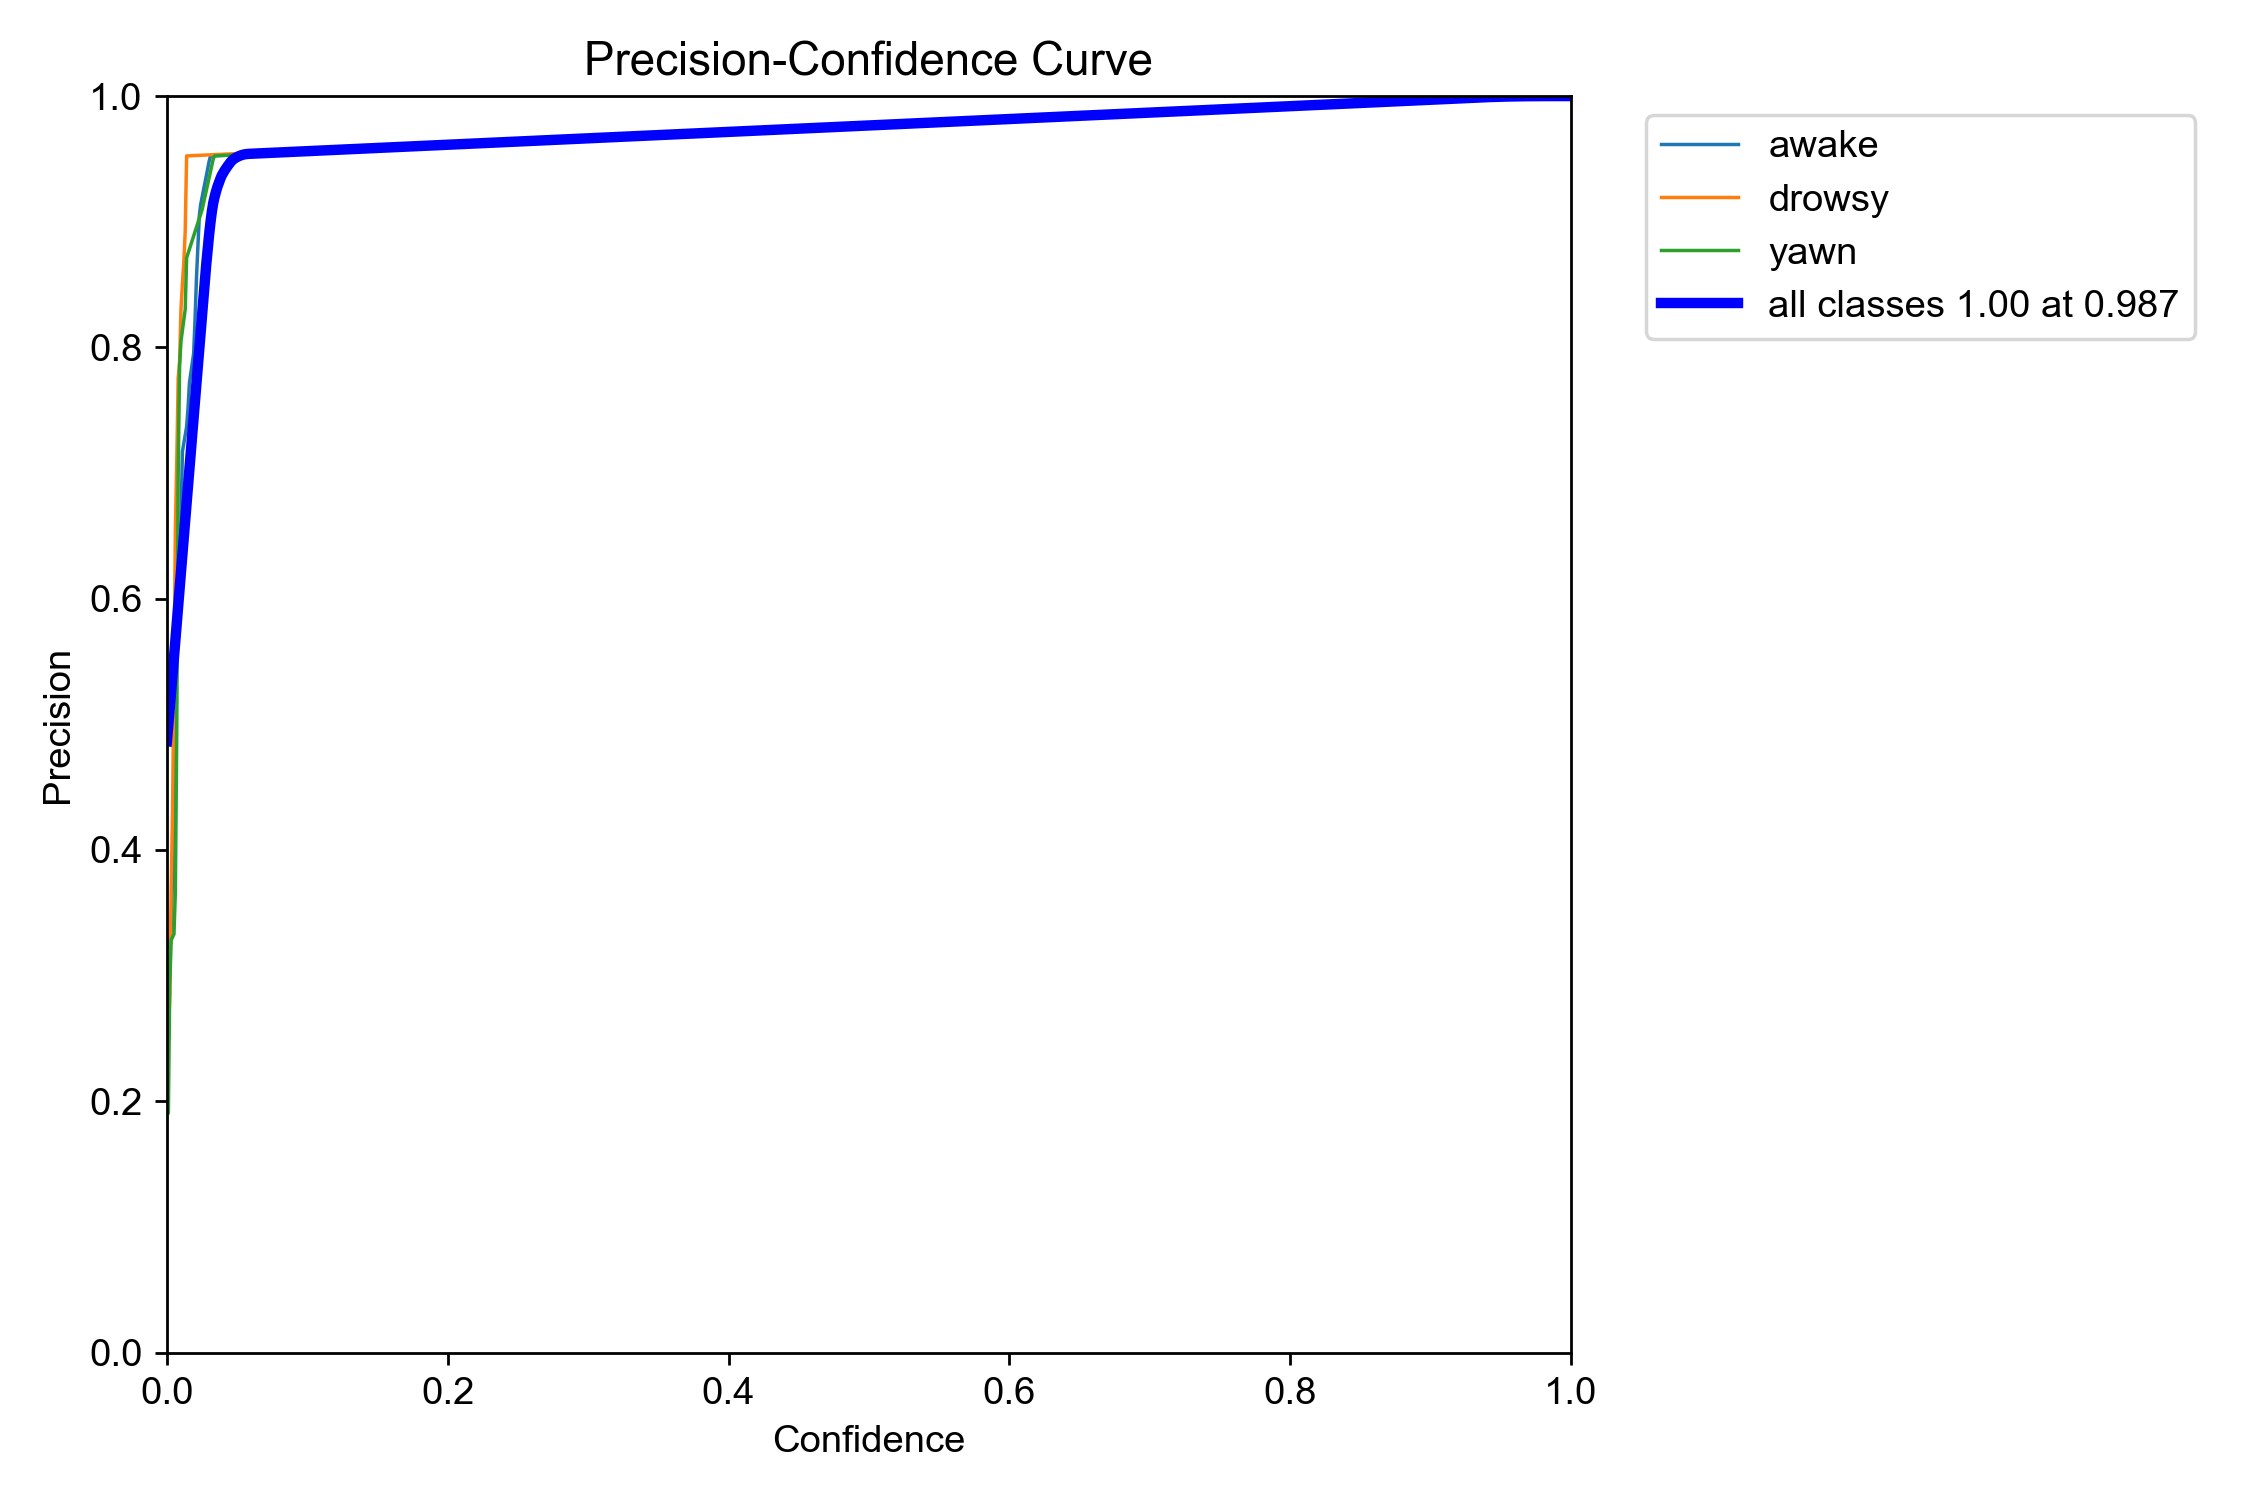 Precision-Confidence Curve
1.0
0.8
0.6
0.4
0.2
0.0
Precision
0.0 0.2 0.4 0.6 0.8 1.0
Confidence
awake
drowsy
yawn
all classes 1.00 at 0.987